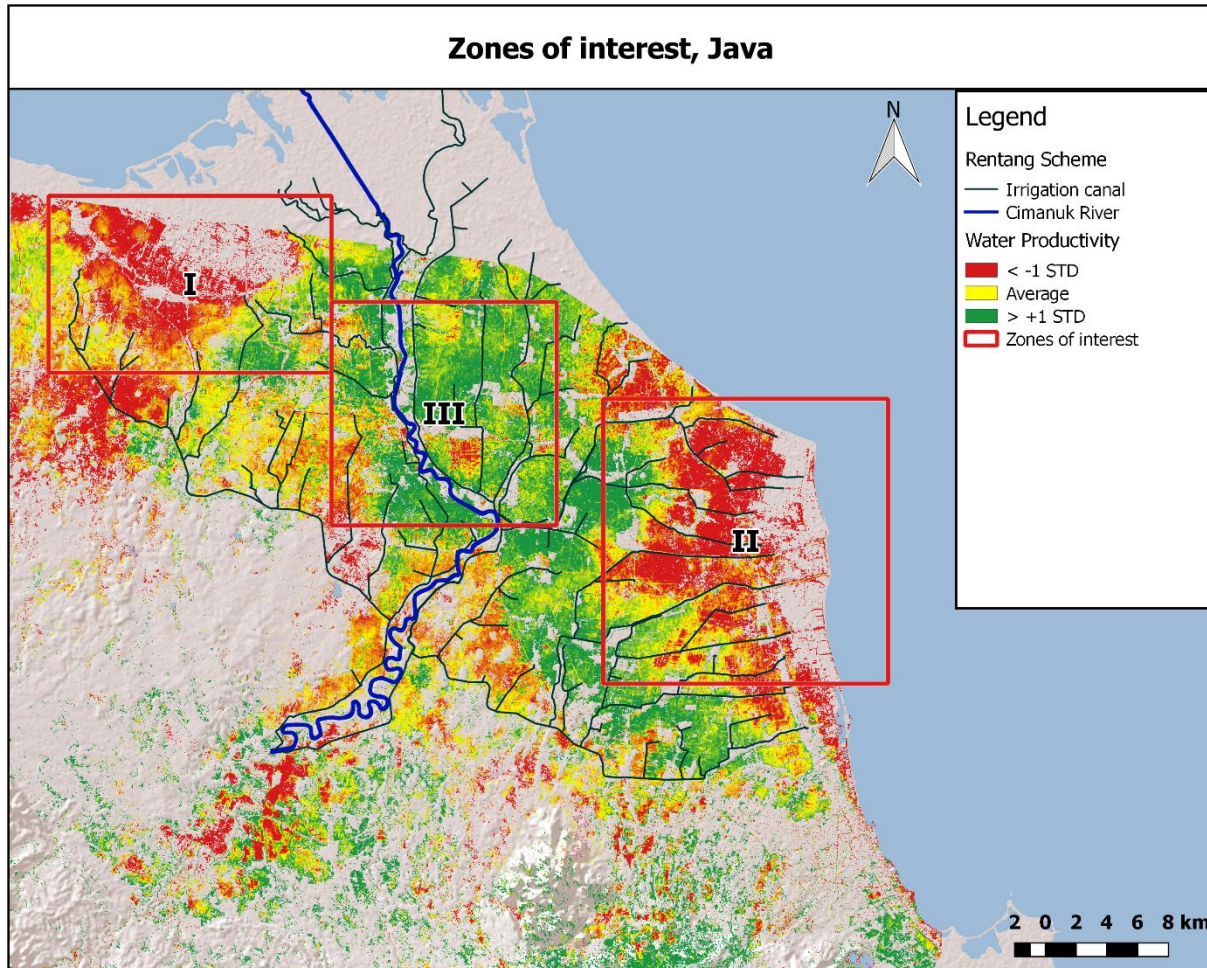 Zones of interest, Java
N
Legend
Rentang Scheme
Irrigation canal
Cimanuk River
Water Productivity
< -1 STD
Average
> +1 STD
Zones of interest
I
III
II
2 0 2 4 6 8 km